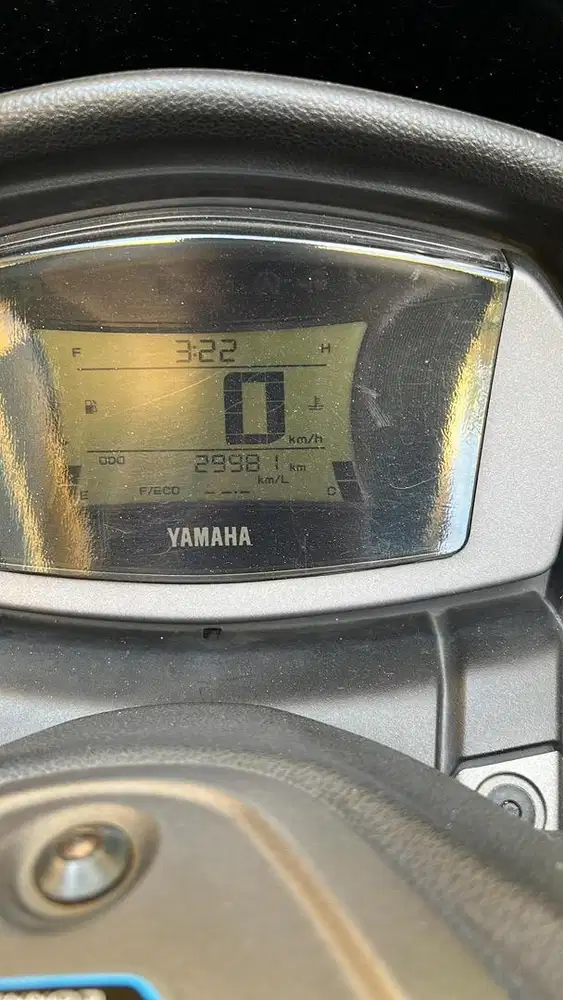 F 3:22 H
0
km/h
ODO 29981 km
km/L
E F/ECO --.- C
YAMAHA